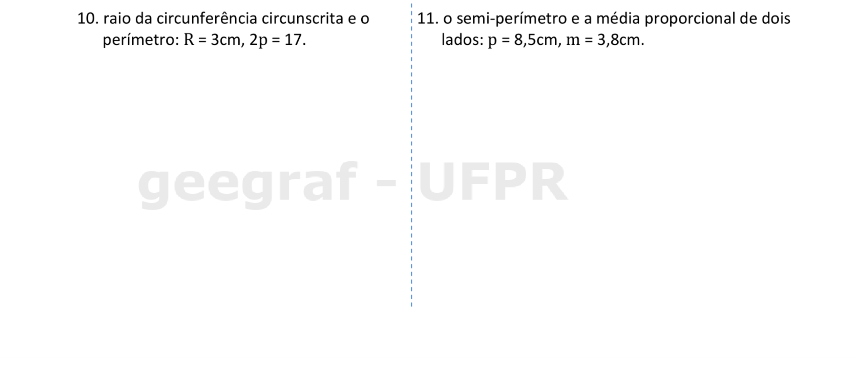 10. raio da circunferência circunscrita e o
perímetro: R = 3cm, 2p = 17.
11. o semi-perímetro e a média proporcional de dois
lados: p = 8,5cm, m = 3,8cm.
geegraf - UFPR